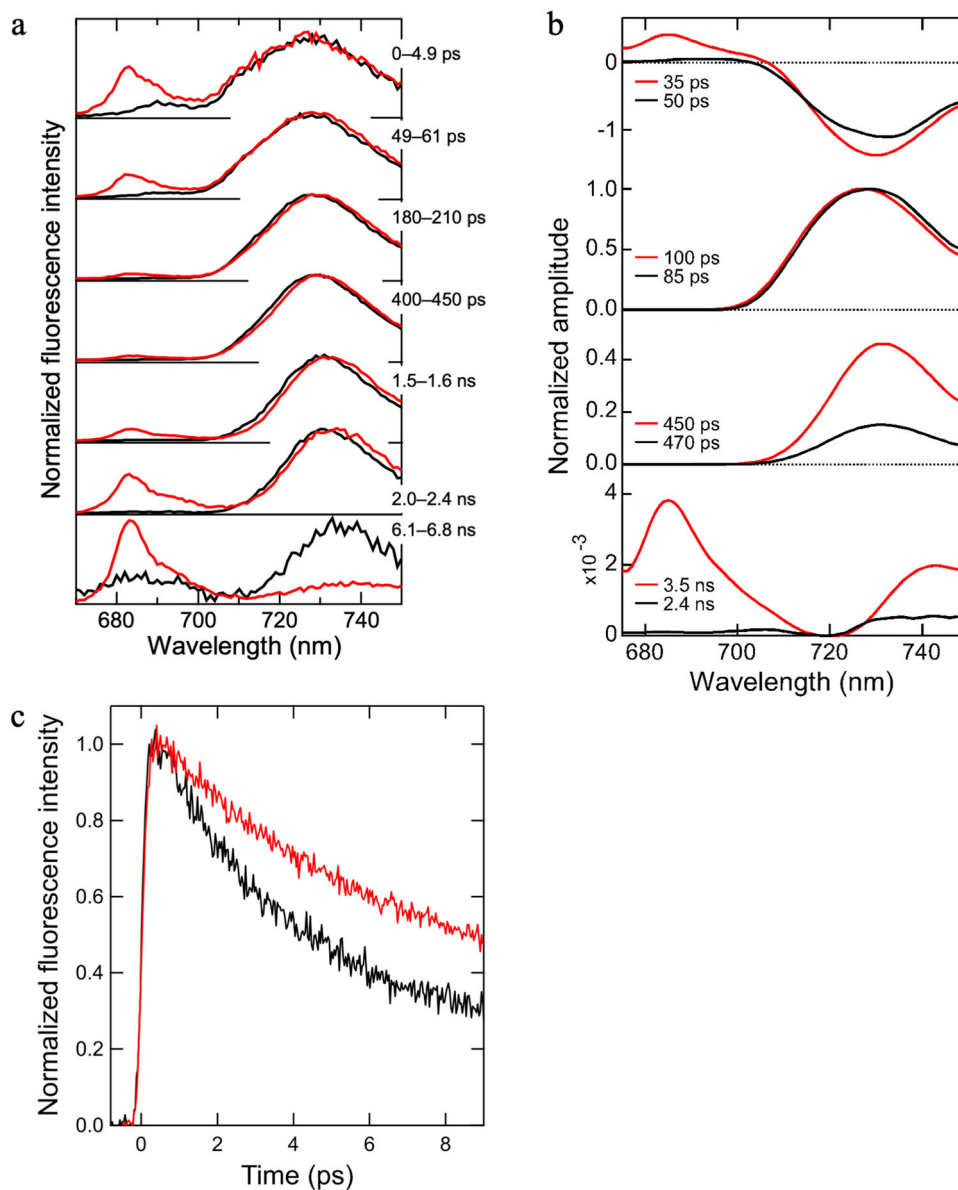 a
Normalized fluorescence intensity
0–4.9 ps
49–61 ps
180–210 ps
400–450 ps
1.5–1.6 ns
2.0–2.4 ns
6.1–6.8 ns
680 700 720 740
Wavelength (nm)
b
Normalized amplitude
0
-1
35 ps
50 ps
1.0
0.5
0.0
100 ps
85 ps
0.4
0.2
0.0
450 ps
470 ps
4
2
0
x10⁻³
3.5 ns
2.4 ns
680 700 720 740
Wavelength (nm)
c
Normalized fluorescence intensity
1.0
0.8
0.6
0.4
0.2
0.0
0 2 4 6 8
Time (ps)